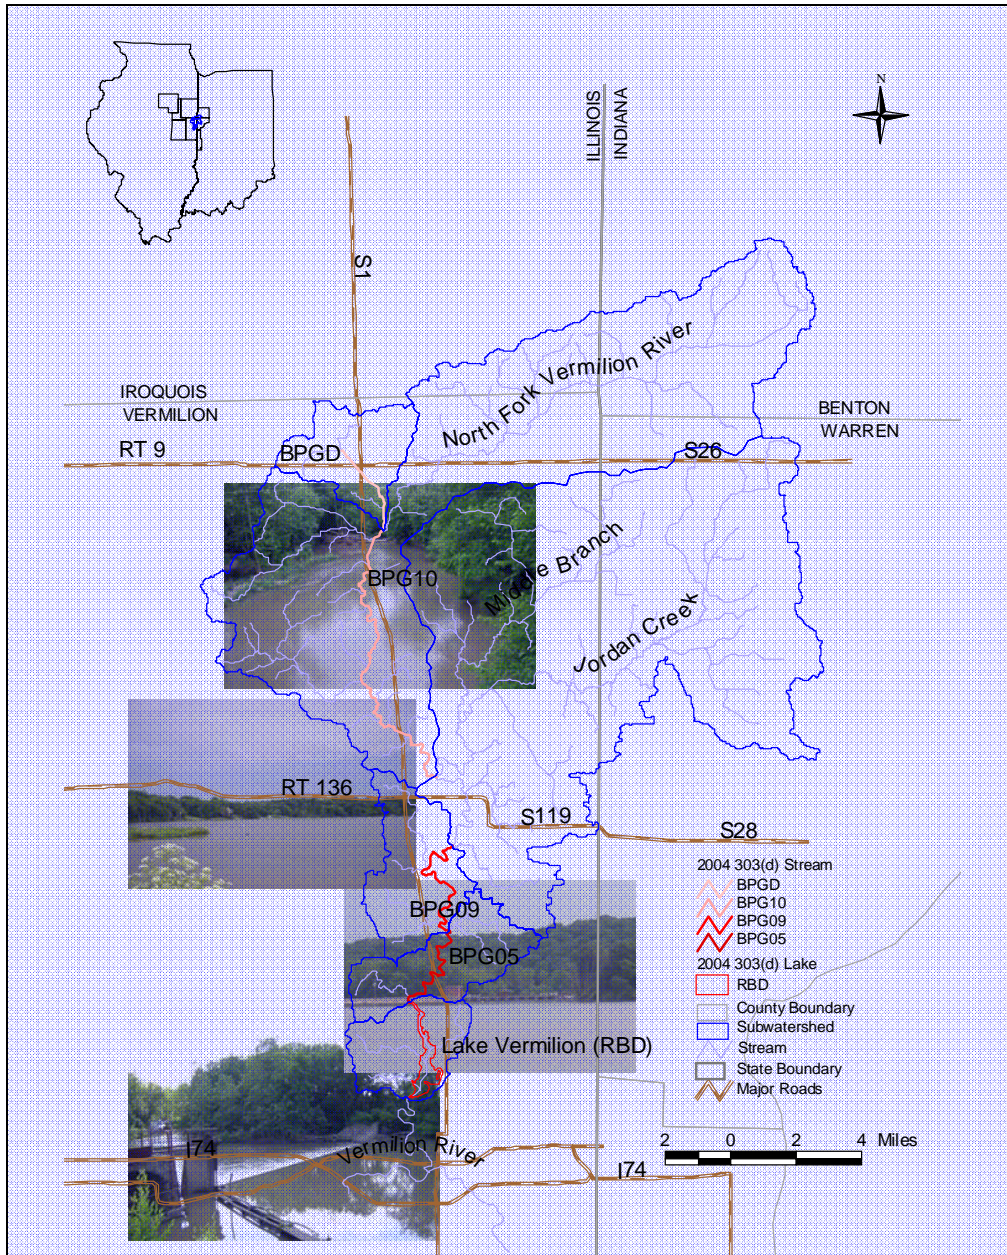 N
ILLINOIS
INDIANA
S1
North Fork Vermilion River
IROQUOIS
VERMILION
BENTON
WARREN
RT 9
BPGD
S26
BPG10
Middle Branch
Jordan Creek
RT 136
S119
S28
2004 303(d) Stream
BPGD
BPG10
BPG09
BPG05
2004 303(d) Lake
RBD
County Boundary
Subwatershed
Stream
State Boundary
Major Roads
BPG09
BPG05
Lake Vermilion (RBD)
Vermilion River
I74
I74
2 0 2 4 Miles